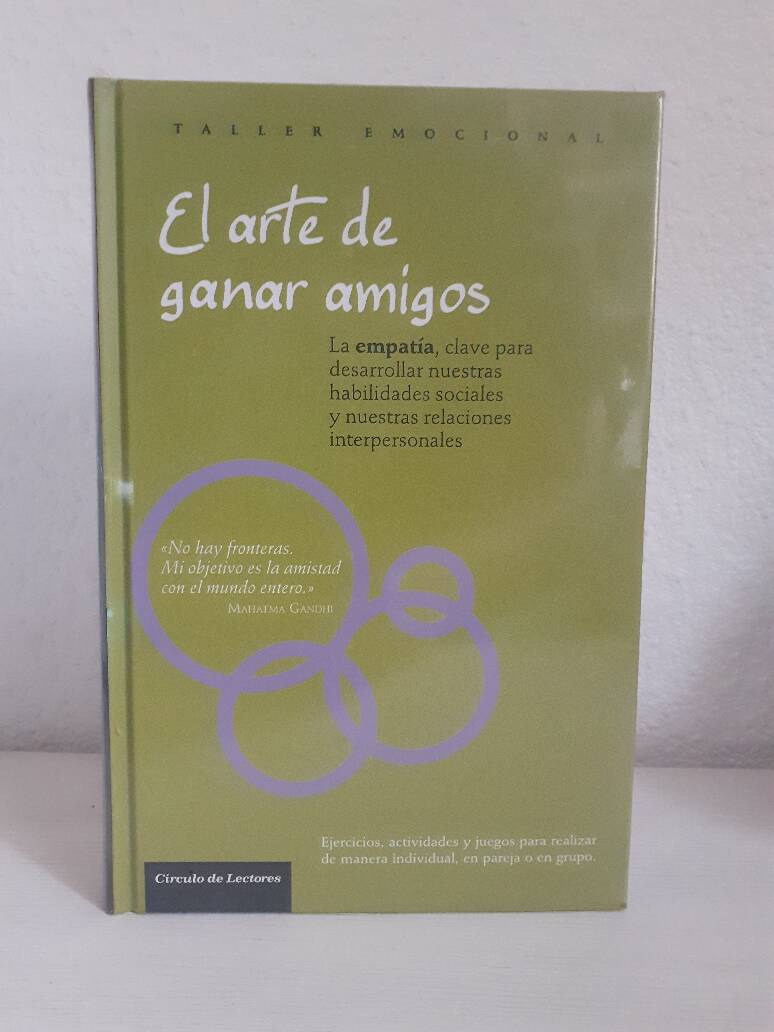 TALLER EMOCIONAL
El arte de
ganar amigos
La empatía, clave para
desarrollar nuestras
habilidades sociales
y nuestras relaciones
interpersonales
«No hay fronteras.
Mi objetivo es la amistad
con el mundo entero.»
MAHATMA GANDHI
Ejercicios, actividades y juegos para realizar
de manera individual, en pareja o en grupo.
Círculo de Lectores